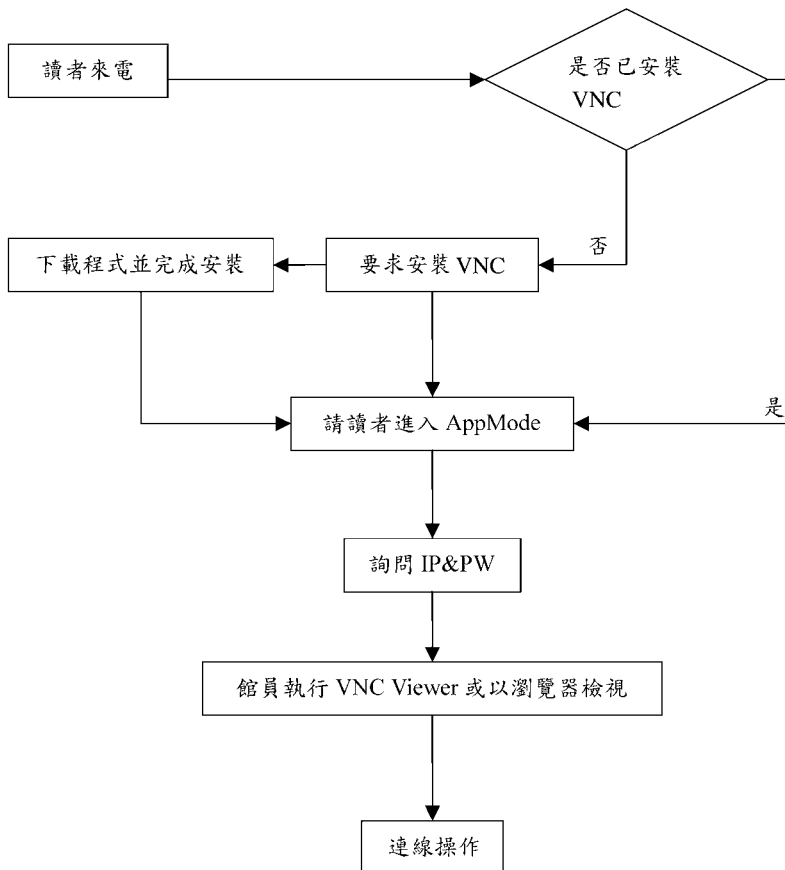 讀者來電
是否已安裝
VNC
否
下載程式並完成安裝
要求安裝 VNC
請讀者進入 AppMode
是
詢問 IP&PW
館員執行 VNC Viewer 或以瀏覽器檢視
連線操作